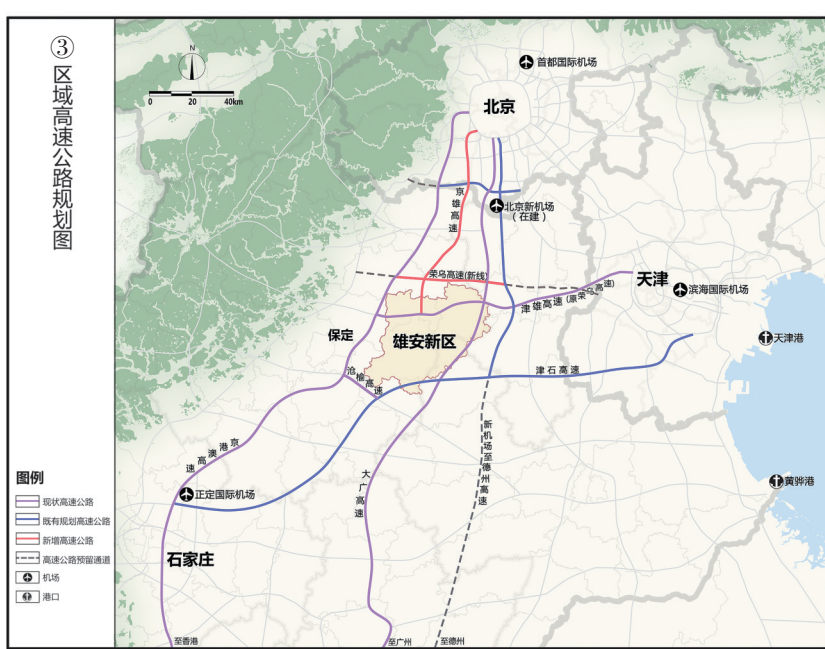 ③
区域高速公路规划图
N
0 20 40km
首都国际机场
北京
京雄高速
北京新机场
(在建)
荣乌高速(新线)
天津
滨海国际机场
津雄高速(原荣乌高速)
保定
雄安新区
天津港
沧榆高速
津石高速
京港澳高速
大广高速
新机场至德州高速
正定国际机场
黄骅港
石家庄
至香港
至广州
至德州
图例
现状高速公路
既有规划高速公路
新增高速公路
高速公路预留通道
机场
港口